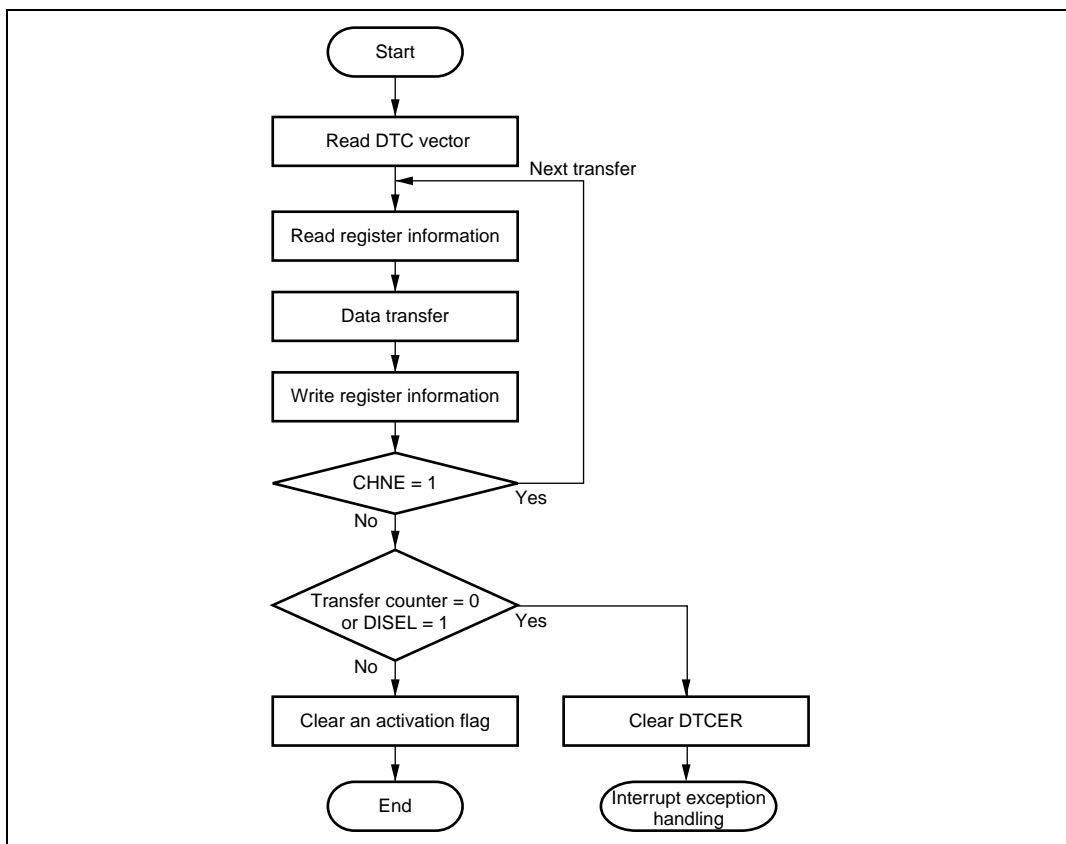 Start
Read DTC vector
Next transfer
Read register information
Data transfer
Write register information
CHNE = 1
Yes
No
Transfer counter = 0
or DISEL = 1
Yes
No
Clear an activation flag
Clear DTCER
End
Interrupt exception
handling